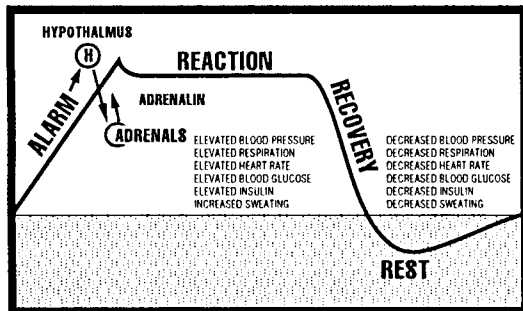 HYPOTHALMUS
H
REACTION
ALARM
ADRENALIN
ADRENALS
RECOVERY
ELEVATED BLOOD PRESSURE
ELEVATED RESPIRATION
ELEVATED HEART RATE
ELEVATED BLOOD GLUCOSE
ELEVATED INSULIN
INCREASED SWEATING
DECREASED BLOOD PRESSURE
DECREASED RESPIRATION
DECREASED HEART RATE
DECREASED BLOOD GLUCOSE
DECREASED INSULIN
DECREASED SWEATING
REST